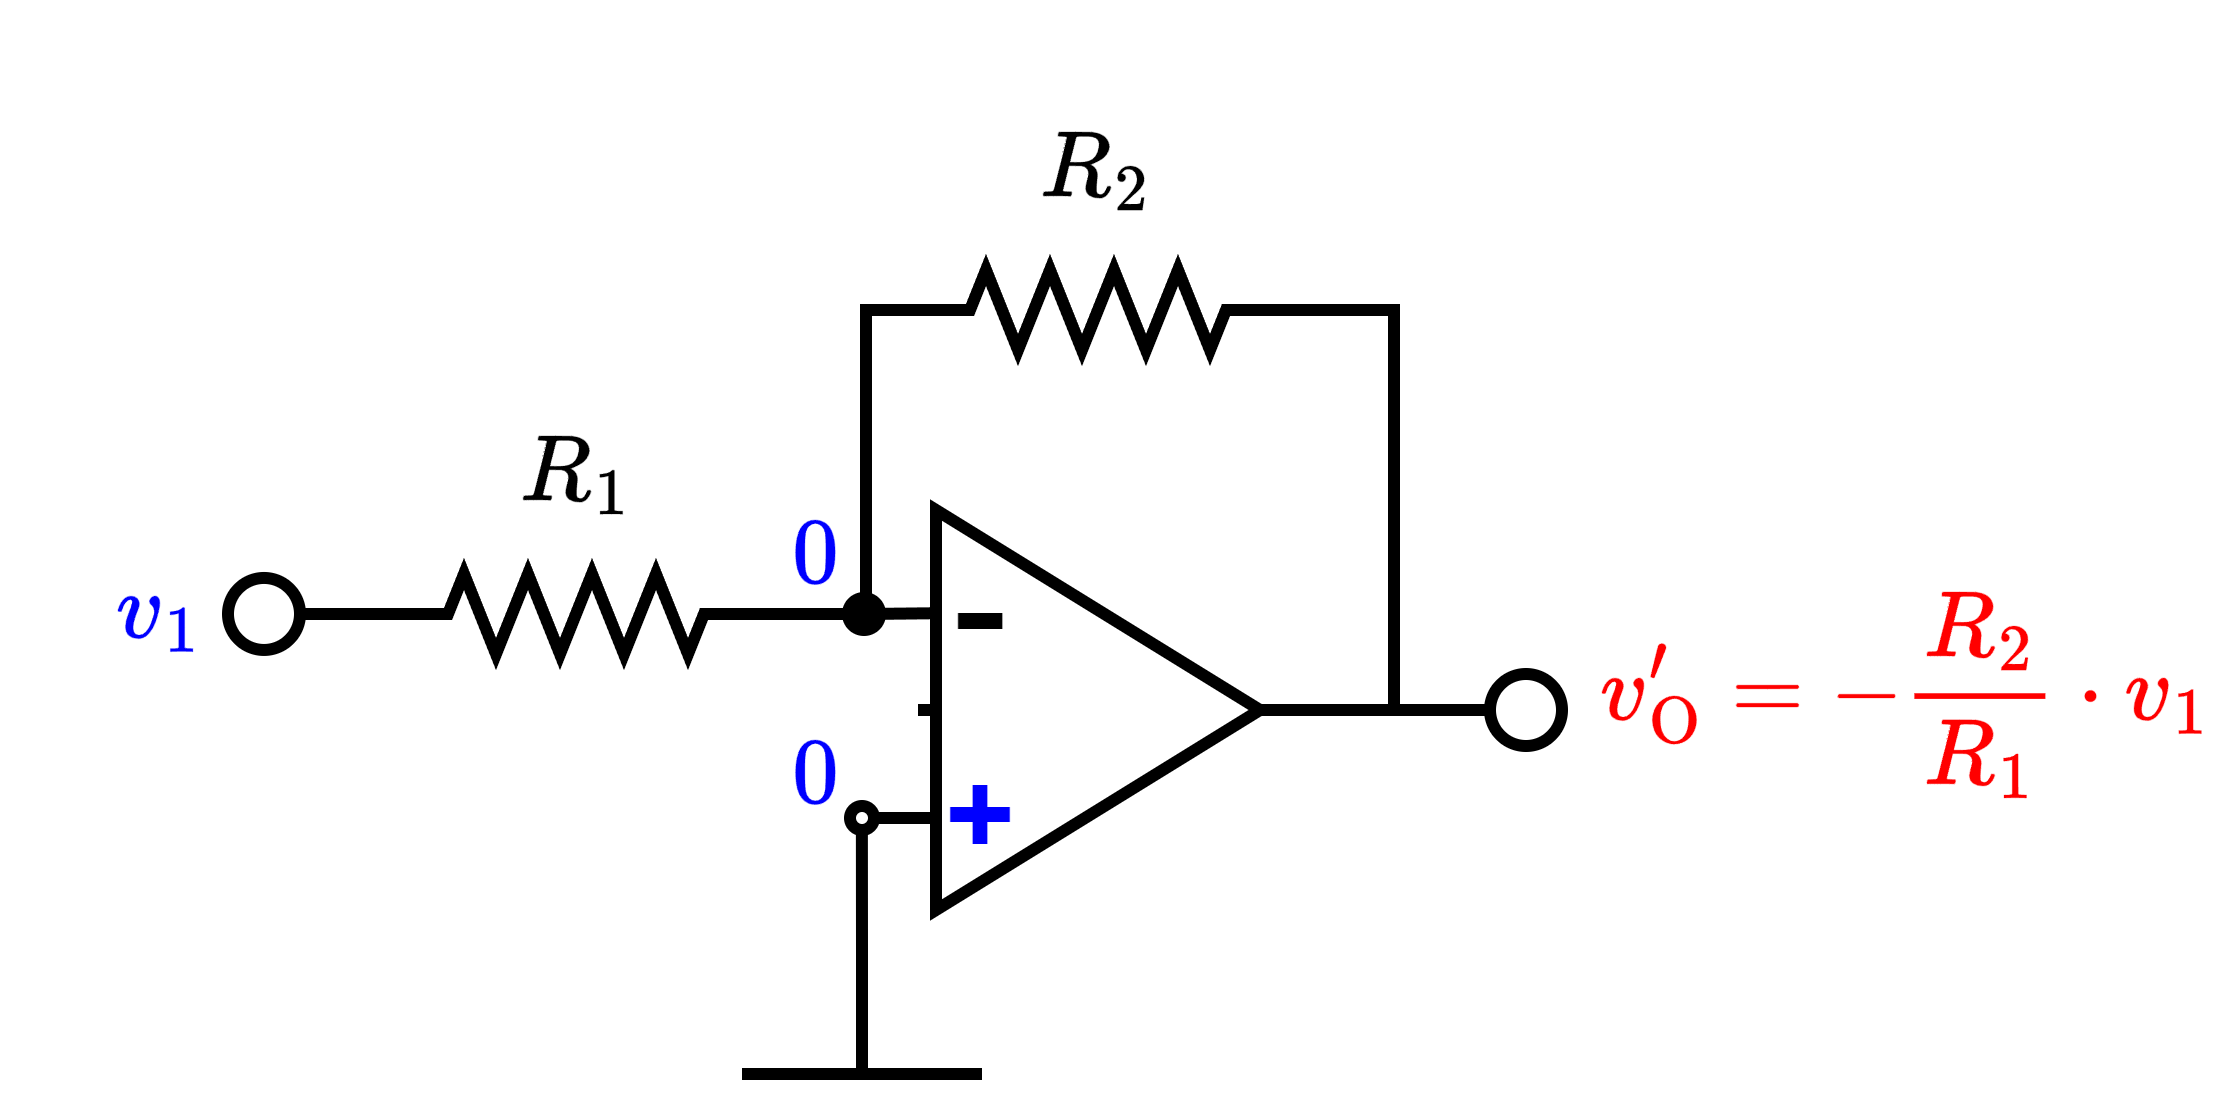 R₂
R₁
0
v₁
-
v′O = − R₂/R₁ · v₁
0
+